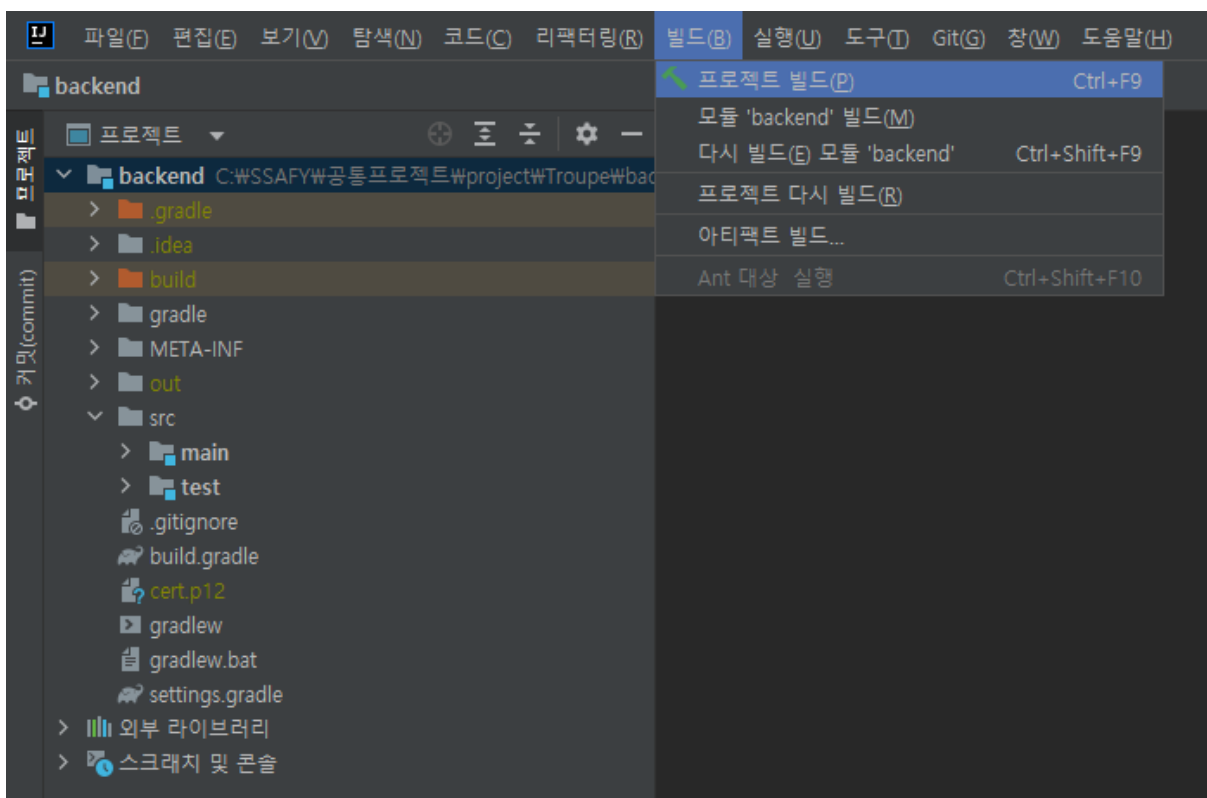 IJ 파일(F) 편집(E) 보기(V) 탐색(N) 코드(C) 리팩터링(R) 빌드(B) 실행(U) 도구(T) Git(G) 창(W) 도움말(H)
backend
프로젝트
프로젝트
backend C:₩SSAFY₩공통프로젝트₩project₩Troupe₩bac
.gradle
.idea
build
gradle
META-INF
out
src
main
test
.gitignore
build.gradle
cert.p12
gradlew
gradlew.bat
settings.gradle
외부 라이브러리
스크래치 및 콘솔
커밋(commit)
프로젝트 빌드(P) Ctrl+F9
모듈 'backend' 빌드(M)
다시 빌드(E) 모듈 'backend' Ctrl+Shift+F9
프로젝트 다시 빌드(R)
아티팩트 빌드...
Ant 대상 실행 Ctrl+Shift+F10